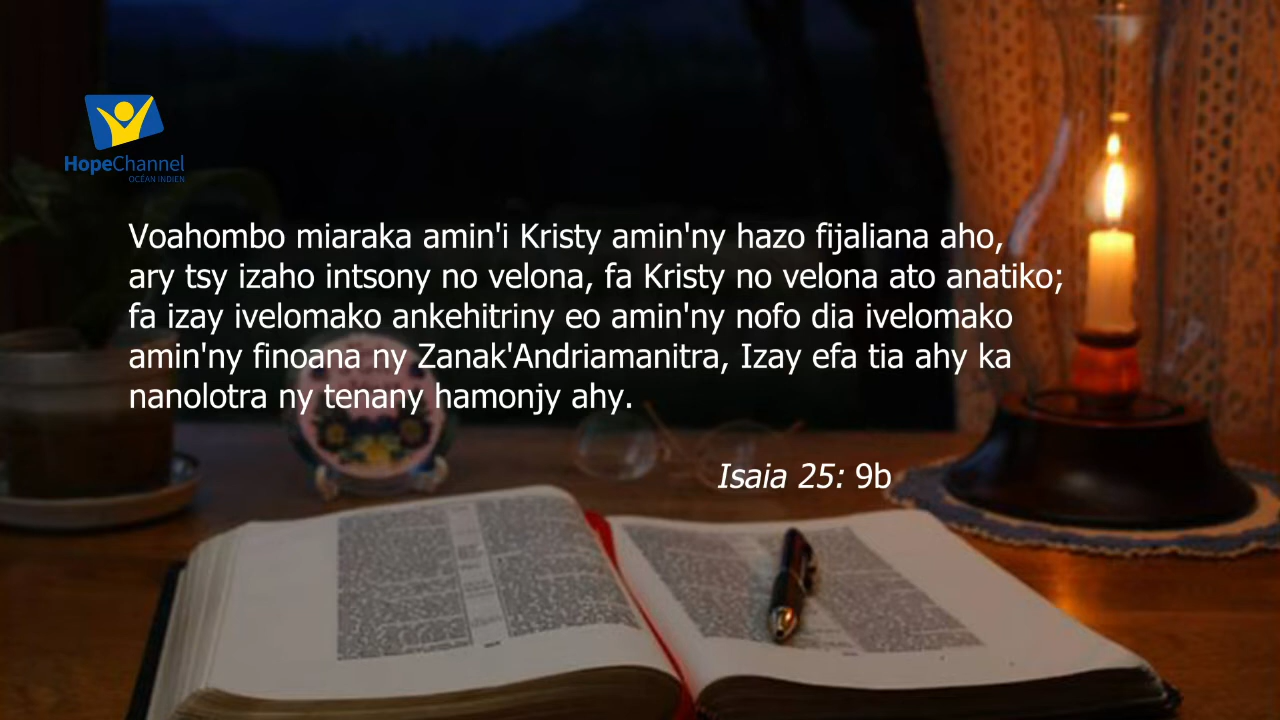 HopeChannel
OCÉAN INDIEN
Voahombo miaraka amin'i Kristy amin'ny hazo fijaliana aho,
ary tsy izaho intsony no velona, fa Kristy no velona ato anatiko;
fa izay ivelomako ankehitriny eo amin'ny nofo dia ivelomako
amin'ny finoana ny Zanak'Andriamanitra, Izay efa tia ahy ka
nanolotra ny tenany hamonjy ahy.
Isaia 25: 9b